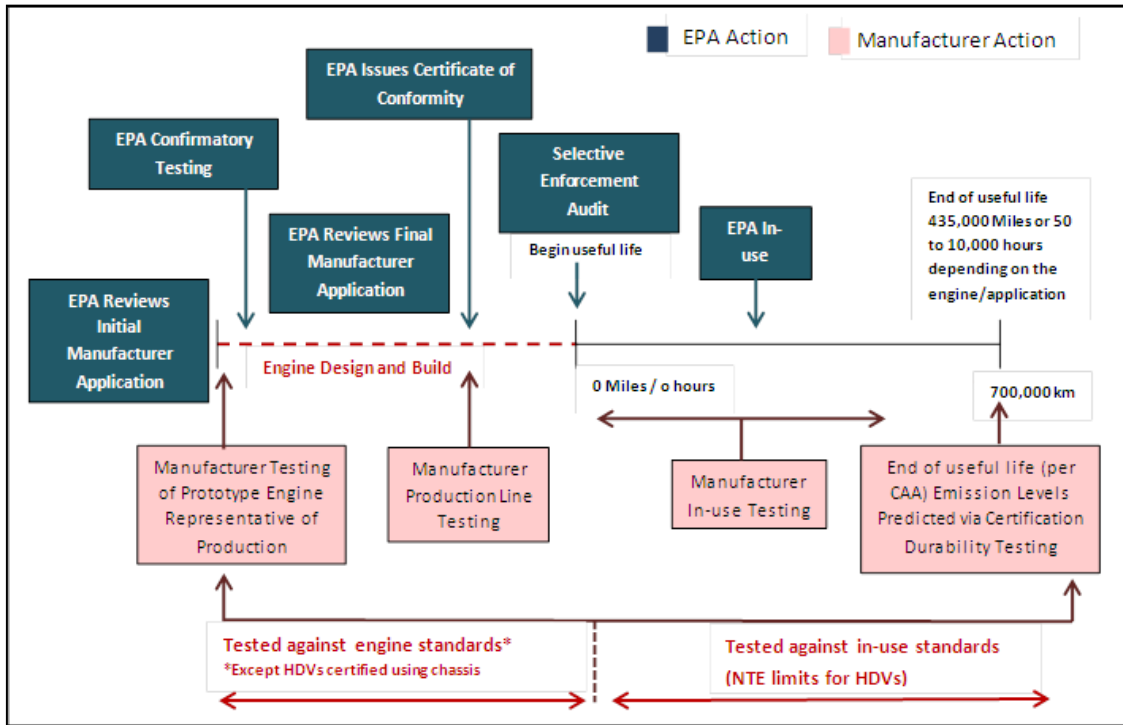 EPA Action
Manufacturer Action
EPA Issues Certificate of
Conformity
EPA Confirmatory
Testing
Selective
Enforcement
Audit
End of useful life
435,000 Miles or 50
to 10,000 hours
depending on the
engine/application
EPA Reviews Final
Manufacturer
Application
Begin useful life
EPA In-
use
EPA Reviews
Initial
Manufacturer
Application
Engine Design and Build
0 Miles / o hours
700,000 km
Manufacturer Testing
of Prototype Engine
Representative of
Production
Manufacturer
Production Line
Testing
Manufacturer
In-use Testing
End of useful life (per
CAA) Emission Levels
Predicted via Certification
Durability Testing
Tested against engine standards*
*Except HDVs certified using chassis
Tested against in-use standards
(NTE limits for HDVs)